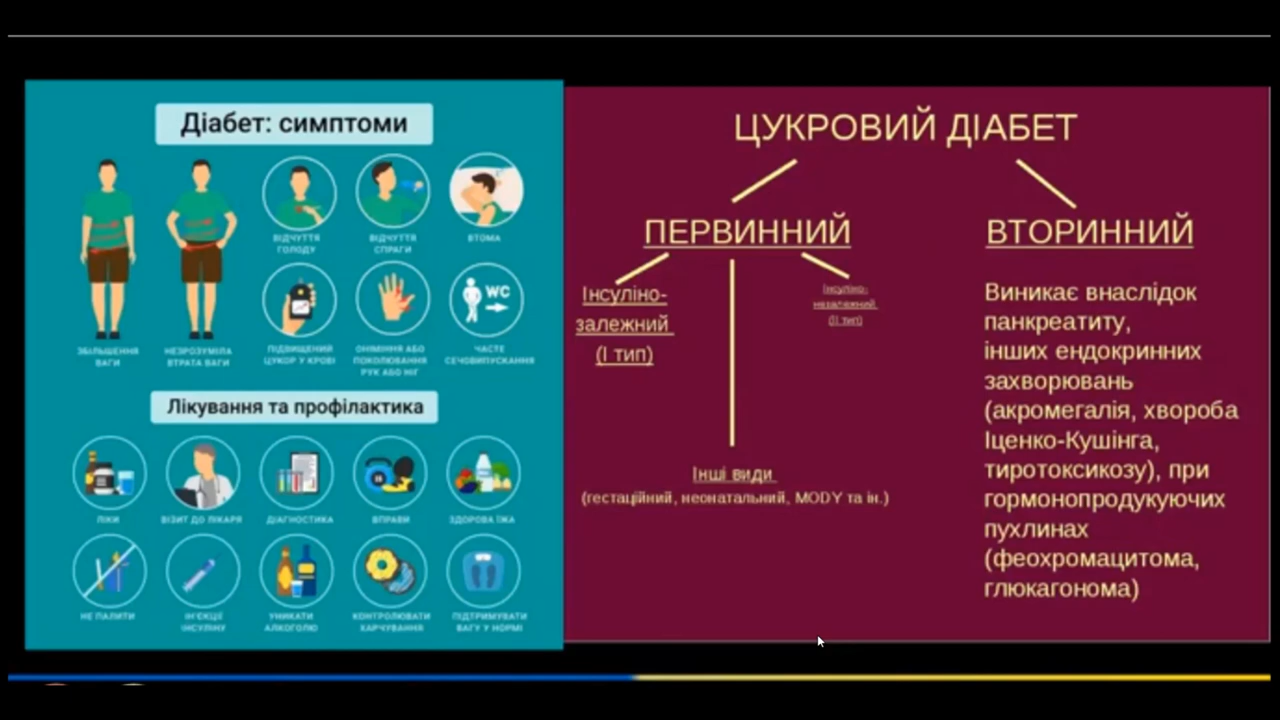 Діабет: симптоми
ЗБІЛЬШЕННЯ
ВАГИ
НЕЗРОЗУМІЛА
ВТРАТА ВАГИ
ВІДЧУТТЯ
ГОЛОДУ
ВІДЧУТТЯ
СПРАГИ
ВТОМА
ПІДВИЩЕНИЙ
ЦУКОР У КРОВІ
ОНІМІННЯ АБО
ПОКОЛЮВАННЯ
РУК АБО НІГ
WC
ЧАСТЕ
СЕЧОВИПУСКАННЯ
Лікування та профілактика
ЛІКИ
ВІЗИТ ДО ЛІКАРЯ
ДІАГНОСТИКА
ВПРАВИ
ЗДОРОВА ЇЖА
НЕ ПАЛИТИ
ІН'ЄКЦІЇ
ІНСУЛІНУ
УНИКАТИ
АЛКОГОЛЮ
КОНТРОЛЮВАТИ
ХАРЧУВАННЯ
ПІДТРИМУВАТИ
ВАГУ У НОРМІ
ЦУКРОВИЙ ДІАБЕТ
ПЕРВИННИЙ
Інсуліно-
залежний
(І тип)
Інсуліно-
незалежний
(ІІ тип)
Інші види
(гестаційний, неонатальний, MODY та ін.)
ВТОРИННИЙ
Виникає внаслідок
панкреатиту,
інших ендокринних
захворювань
(акромегалія, хвороба
Іценко-Кушінга,
тиротоксикозу), при
гормонопродукуючих
пухлинах
(феохромацитома,
глюкагонома)